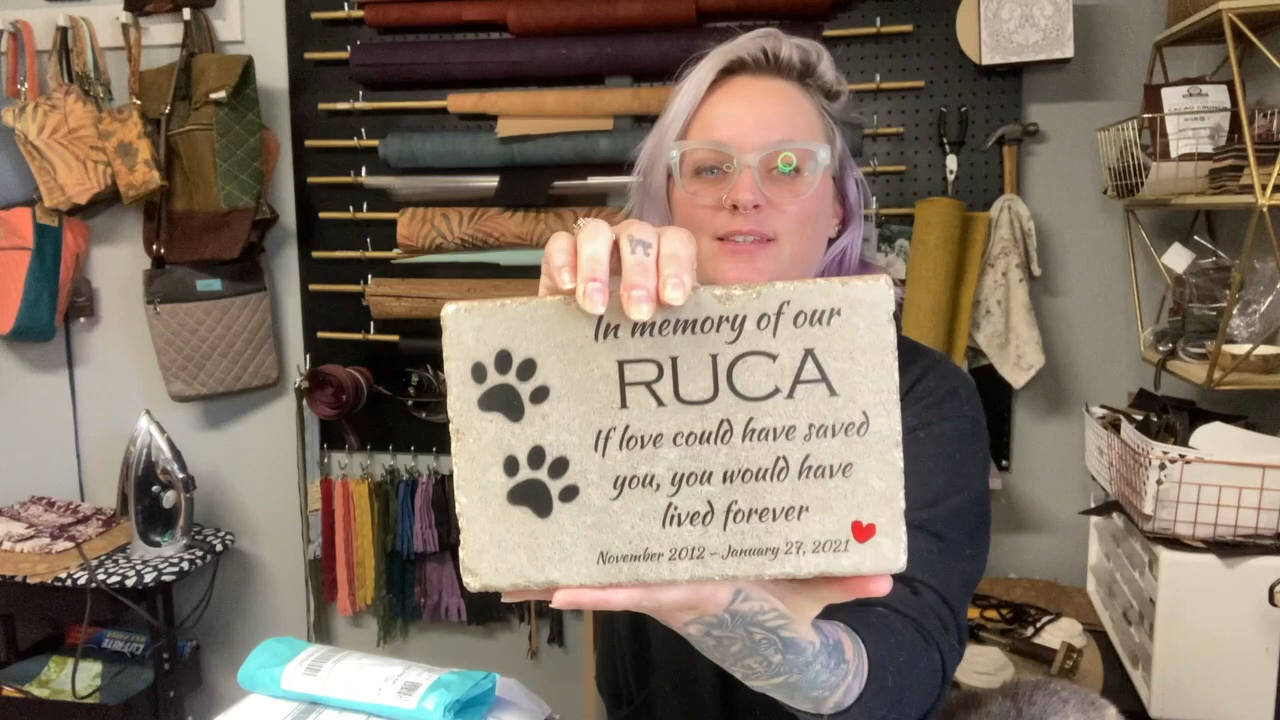 In memory of our
RUCA
If love could have saved
you, you would have
lived forever
November 2012 – January 27, 2021
CACAO CRUNCH